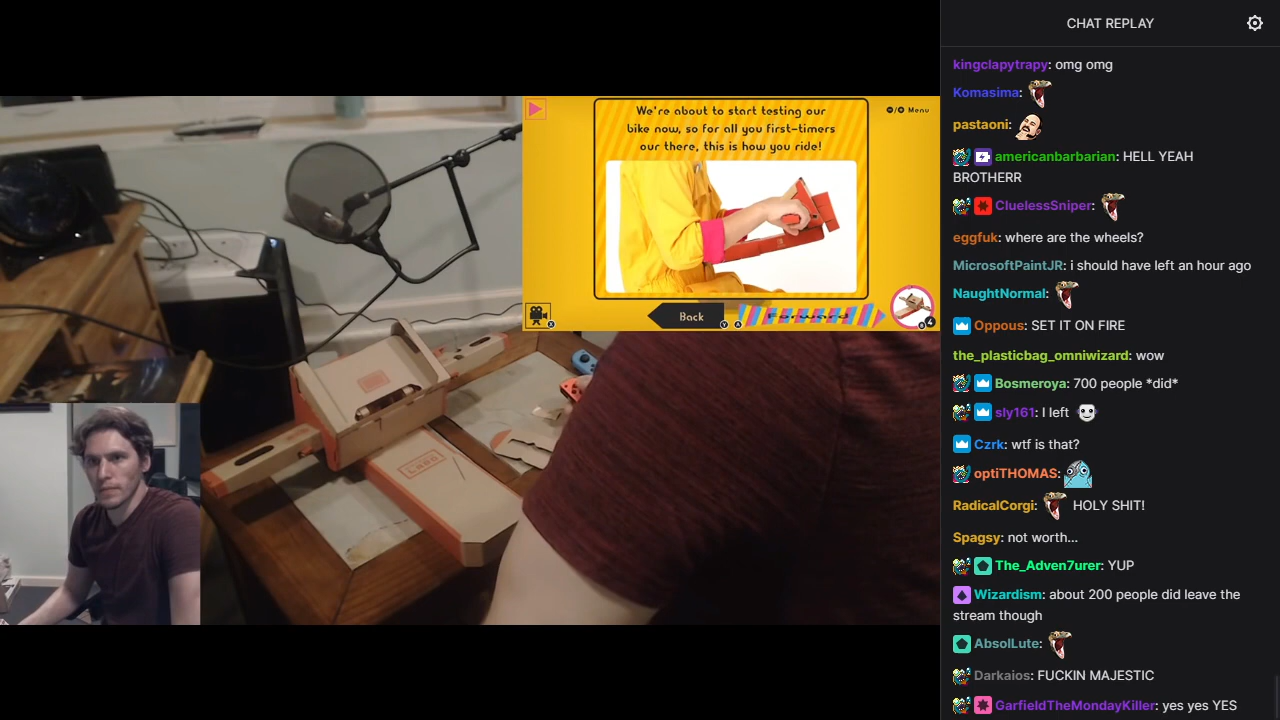 CHAT REPLAY
We're about to start testing our
bike now, so for all you first-timers
our there, this is how you ride!
Menu
Back
kingclapytrapy: omg omg
Komasima:
pastaoni:
americanbarbarian: HELL YEAH
BROTHERR
CluelessSniper:
eggfuk: where are the wheels?
MicrosoftPaintJR: i should have left an hour ago
NaughtNormal:
Oppous: SET IT ON FIRE
the_plasticbag_omniwizard: wow
Bosmeroya: 700 people *did*
sly161: I left
Czrk: wtf is that?
optiTHOMAS:
RadicalCorgi: HOLY SHIT!
Spagsy: not worth...
The_Adven7urer: YUP
Wizardism: about 200 people did leave the
stream though
AbsolLute:
Darkaios: FUCKIN MAJESTIC
GarfieldTheMondayKiller: yes yes YES